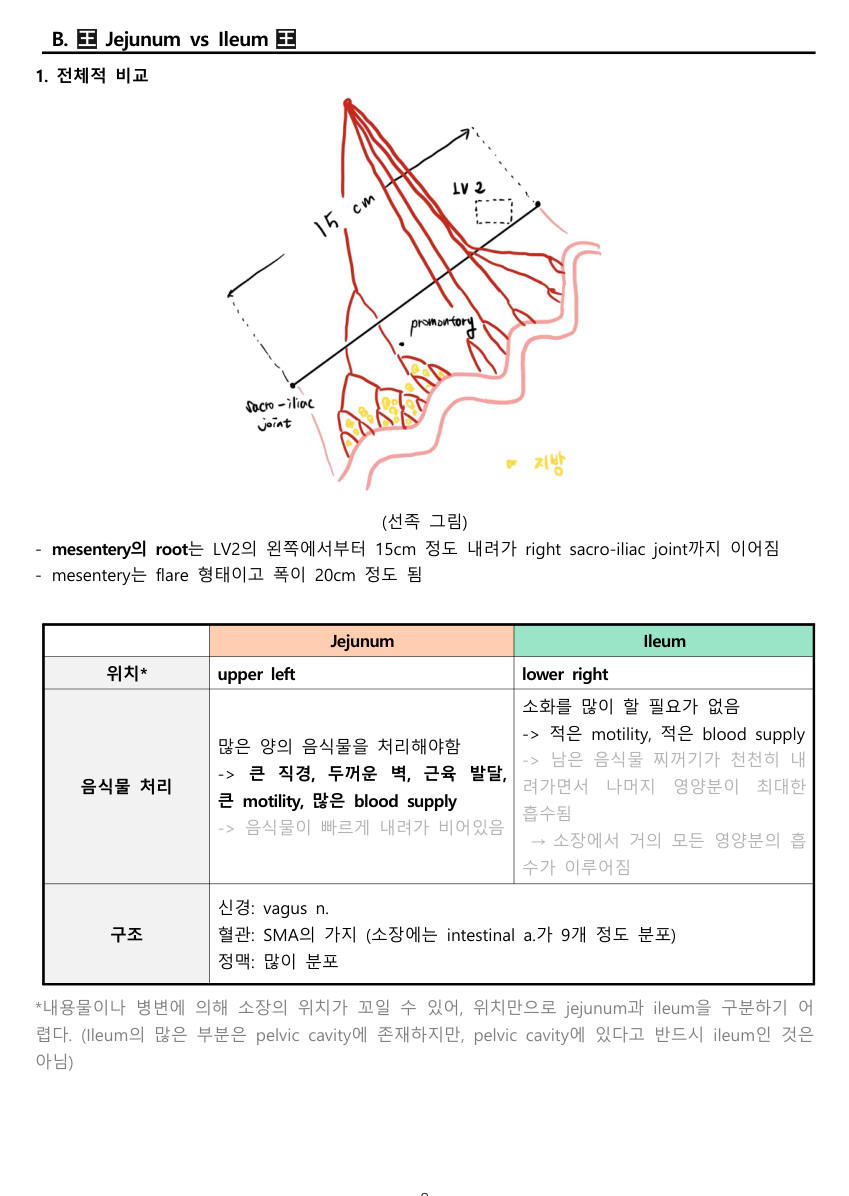 B. 王 Jejunum vs Ileum 王
1. 전체적 비교
LV 2
15 cm
promontory
sacro-iliac
joint
지방
(선족 그림)
- mesentery의 root는 LV2의 왼쪽에서부터 15cm 정도 내려가 right sacro-iliac joint까지 이어짐
- mesentery는 flare 형태이고 폭이 20cm 정도 됨
Jejunum
Ileum
위치*
upper left
lower right
음식물 처리
많은 양의 음식물을 처리해야함
-> 큰 직경, 두꺼운 벽, 근육 발달,
큰 motility, 많은 blood supply
-> 음식물이 빠르게 내려가 비어있음
소화를 많이 할 필요가 없음
-> 적은 motility, 적은 blood supply
-> 남은 음식물 찌꺼기가 천천히 내
려가면서 나머지 영양분이 최대한
흡수됨
→ 소장에서 거의 모든 영양분의 흡
수가 이루어짐
구조
신경: vagus n.
혈관: SMA의 가지 (소장에는 intestinal a.가 9개 정도 분포)
정맥: 많이 분포
*내용물이나 병변에 의해 소장의 위치가 꼬일 수 있어, 위치만으로 jejunum과 ileum을 구분하기 어
렵다. (Ileum의 많은 부분은 pelvic cavity에 존재하지만, pelvic cavity에 있다고 반드시 ileum인 것은
아님)